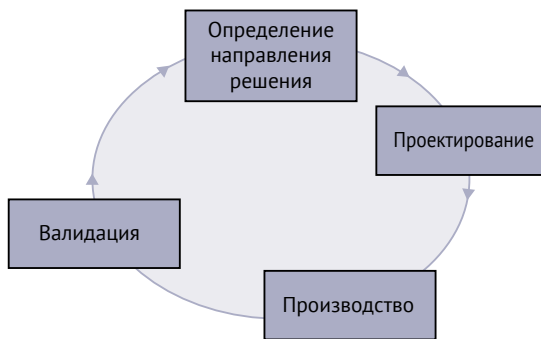 Определение
направления
решения
Проектирование
Производство
Валидация